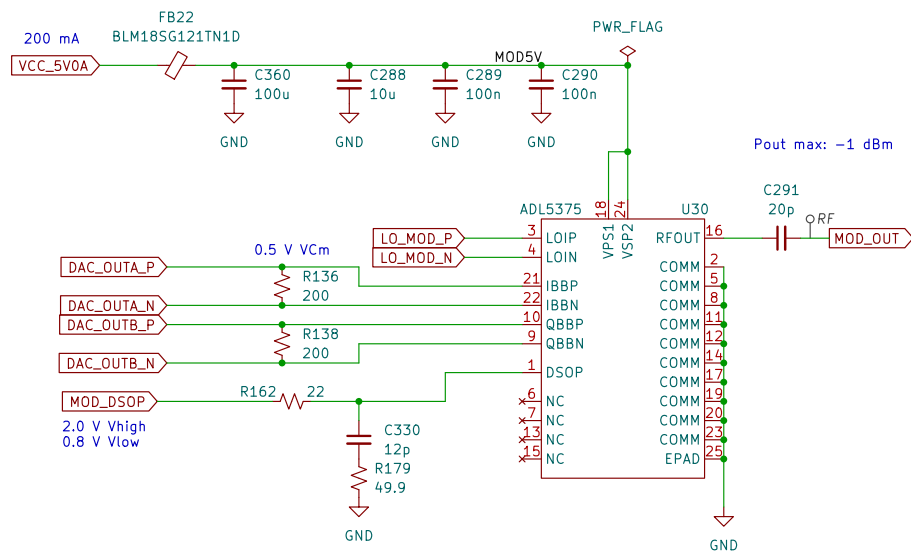 FB22
BLM18SG121TN1D
200 mA
VCC_5V0A
PWR_FLAG
MOD5V
C360
100u
C288
10u
C289
100n
C290
100n
GND
GND
GND
GND
Pout max: −1 dBm
C291
20p
RF
MOD_OUT
ADL5375
U30
18
24
VPS1
VSP2
LO_MOD_P
LO_MOD_N
3
LOIP
4
LOIN
16
RFOUT
0.5 V VCm
DAC_OUTA_P
R136
200
DAC_OUTA_N
DAC_OUTB_P
R138
200
DAC_OUTB_N
21
IBBP
22
IBBN
10
QBBP
9
QBBN
1
DSOP
6
NC
7
NC
13
NC
15
NC
COMM
2
COMM
5
COMM
8
COMM
11
COMM
12
COMM
14
COMM
17
COMM
19
COMM
20
COMM
23
EPAD
25
MOD_DSOP
R162
22
2.0 V Vhigh
0.8 V Vlow
C330
12p
R179
49.9
GND
GND